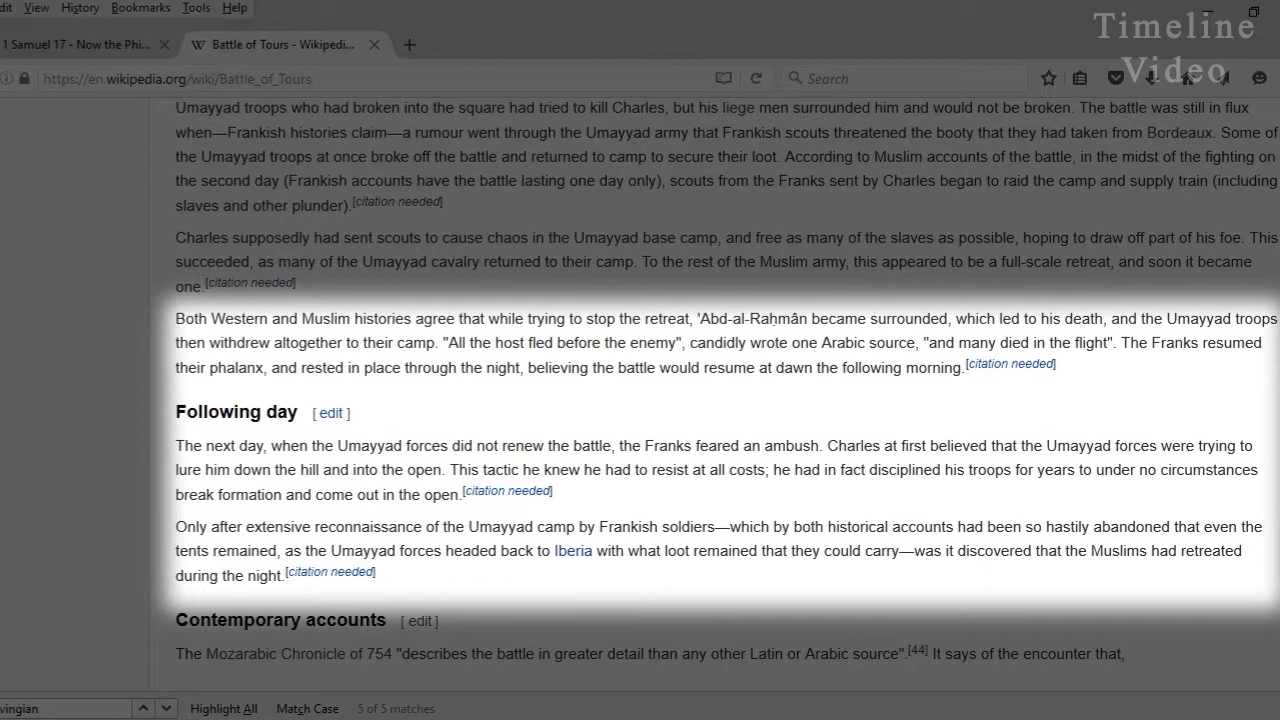 dit View History Bookmarks Tools Help
Timeline
Video
1 Samuel 17 - Now the Phi...
W Battle of Tours - Wikipedi...
https://en.wikipedia.org/wiki/Battle_of_Tours
Search
Umayyad troops who had broken into the square had tried to kill Charles, but his liege men surrounded him and would not be broken. The battle was still in flux
when—Frankish histories claim—a rumour went through the Umayyad army that Frankish scouts threatened the booty that they had taken from Bordeaux. Some of
the Umayyad troops at once broke off the battle and returned to camp to secure their loot. According to Muslim accounts of the battle, in the midst of the fighting on
the second day (Frankish accounts have the battle lasting one day only), scouts from the Franks sent by Charles began to raid the camp and supply train (including
slaves and other plunder).[citation needed]
Charles supposedly had sent scouts to cause chaos in the Umayyad base camp, and free as many of the slaves as possible, hoping to draw off part of his foe. This
succeeded, as many of the Umayyad cavalry returned to their camp. To the rest of the Muslim army, this appeared to be a full-scale retreat, and soon it became
one.[citation needed]
Both Western and Muslim histories agree that while trying to stop the retreat, 'Abd-al-Raḥmân became surrounded, which led to his death, and the Umayyad troops
then withdrew altogether to their camp. "All the host fled before the enemy", candidly wrote one Arabic source, "and many died in the flight". The Franks resumed
their phalanx, and rested in place through the night, believing the battle would resume at dawn the following morning.[citation needed]
Following day [ edit ]
The next day, when the Umayyad forces did not renew the battle, the Franks feared an ambush. Charles at first believed that the Umayyad forces were trying to
lure him down the hill and into the open. This tactic he knew he had to resist at all costs; he had in fact disciplined his troops for years to under no circumstances
break formation and come out in the open.[citation needed]
Only after extensive reconnaissance of the Umayyad camp by Frankish soldiers—which by both historical accounts had been so hastily abandoned that even the
tents remained, as the Umayyad forces headed back to Iberia with what loot remained that they could carry—was it discovered that the Muslims had retreated
during the night.[citation needed]
Contemporary accounts [ edit ]
The Mozarabic Chronicle of 754 "describes the battle in greater detail than any other Latin or Arabic source".[44] It says of the encounter that,
vingian
Highlight All Match Case 5 of 5 matches